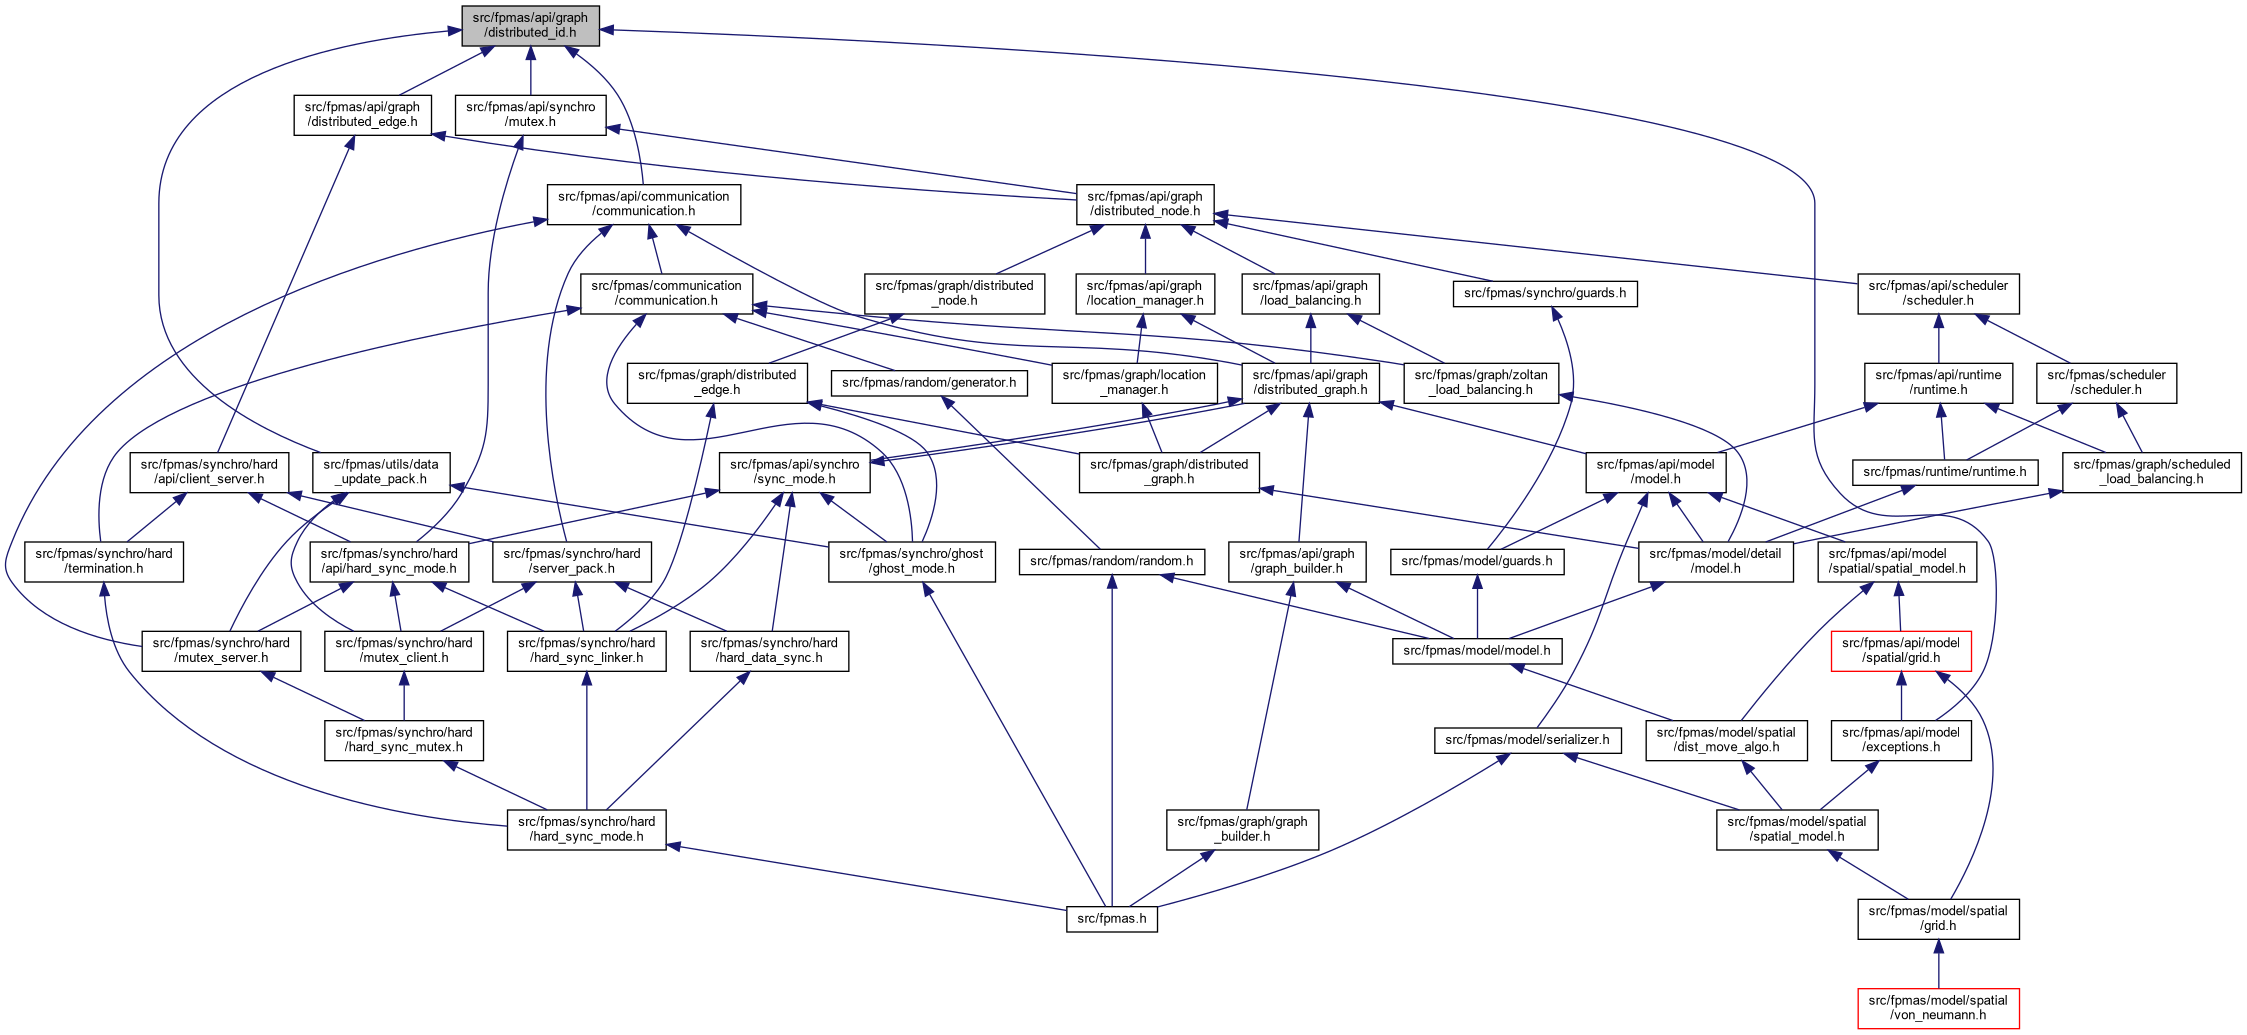 src/fpmas/api/graph
/distributed_id.h
src/fpmas/api/graph
/distributed_edge.h
src/fpmas/api/synchro
/mutex.h
src/fpmas/api/communication
/communication.h
src/fpmas/api/graph
/distributed_node.h
src/fpmas/communication
/communication.h
src/fpmas/graph/distributed
_node.h
src/fpmas/api/graph
/location_manager.h
src/fpmas/api/graph
/load_balancing.h
src/fpmas/synchro/guards.h
src/fpmas/api/scheduler
/scheduler.h
src/fpmas/graph/distributed
_edge.h
src/fpmas/random/generator.h
src/fpmas/graph/location
_manager.h
src/fpmas/api/graph
/distributed_graph.h
src/fpmas/graph/zoltan
_load_balancing.h
src/fpmas/api/runtime
/runtime.h
src/fpmas/scheduler
/scheduler.h
src/fpmas/synchro/hard
/api/client_server.h
src/fpmas/utils/data
_update_pack.h
src/fpmas/api/synchro
/sync_mode.h
src/fpmas/graph/distributed
_graph.h
src/fpmas/api/model
/model.h
src/fpmas/runtime/runtime.h
src/fpmas/graph/scheduled
_load_balancing.h
src/fpmas/synchro/hard
/termination.h
src/fpmas/synchro/hard
/api/hard_sync_mode.h
src/fpmas/synchro/hard
/server_pack.h
src/fpmas/synchro/ghost
/ghost_mode.h
src/fpmas/random/random.h
src/fpmas/api/graph
/graph_builder.h
src/fpmas/model/guards.h
src/fpmas/model/detail
/model.h
src/fpmas/api/model
/spatial/spatial_model.h
src/fpmas/synchro/hard
/mutex_server.h
src/fpmas/synchro/hard
/mutex_client.h
src/fpmas/synchro/hard
/hard_sync_linker.h
src/fpmas/synchro/hard
/hard_data_sync.h
src/fpmas/model/model.h
src/fpmas/api/model
/spatial/grid.h
src/fpmas/synchro/hard
/hard_sync_mutex.h
src/fpmas/model/serializer.h
src/fpmas/model/spatial
/dist_move_algo.h
src/fpmas/api/model
/exceptions.h
src/fpmas/synchro/hard
/hard_sync_mode.h
src/fpmas/graph/graph
_builder.h
src/fpmas/model/spatial
/spatial_model.h
src/fpmas.h
src/fpmas/model/spatial
/grid.h
src/fpmas/model/spatial
/von_neumann.h